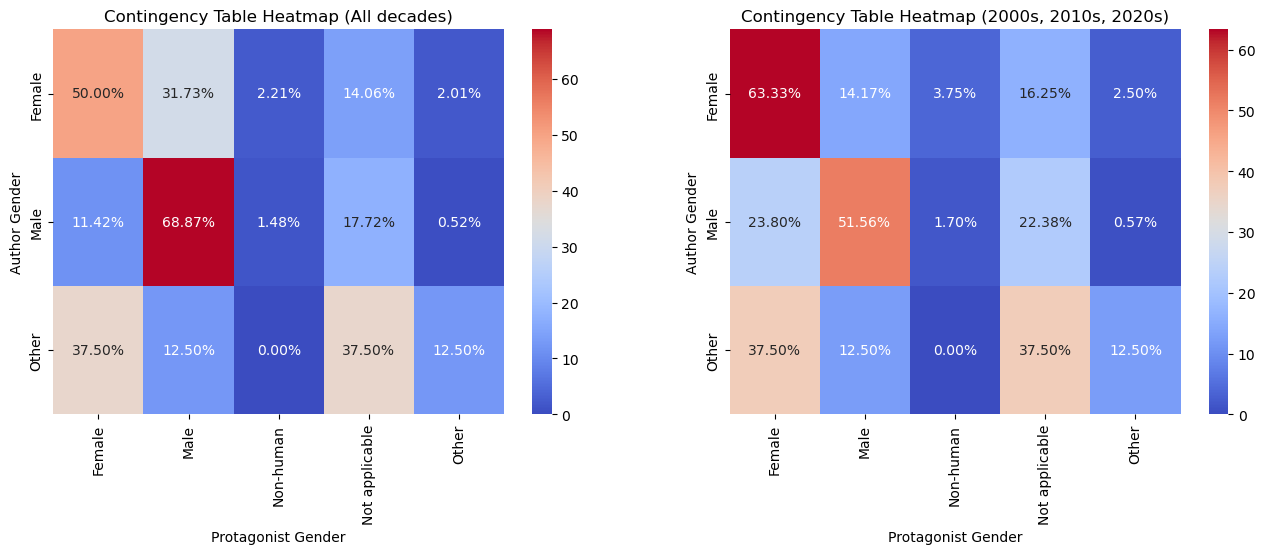 Contingency Table Heatmap (All decades)
Author Gender
Female
50.00% 31.73% 2.21% 14.06% 2.01%
Male
11.42% 68.87% 1.48% 17.72% 0.52%
Other
37.50% 12.50% 0.00% 37.50% 12.50%
Female Male Non-human Not applicable Other
Protagonist Gender
60
50
40
30
20
10
0
Contingency Table Heatmap (2000s, 2010s, 2020s)
Author Gender
Female
63.33% 14.17% 3.75% 16.25% 2.50%
Male
23.80% 51.56% 1.70% 22.38% 0.57%
Other
37.50% 12.50% 0.00% 37.50% 12.50%
Female Male Non-human Not applicable Other
Protagonist Gender
60
50
40
30
20
10
0